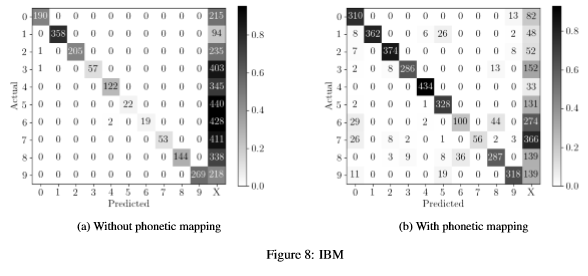 0 190 0 0 0 0 0 0 0 0 0 215
1 0 358 0 0 0 0 0 0 0 0 94
2 1 0 205 0 0 0 0 0 0 0 235
3 1 0 0 57 0 0 0 0 0 0 403
4 0 0 0 0 122 0 0 0 0 0 345
5 0 0 0 0 0 22 0 0 0 0 440
6 0 0 0 0 2 0 19 0 0 0 428
7 0 0 0 0 0 0 0 53 0 0 411
8 0 0 0 0 0 0 0 0 144 0 338
9 0 0 0 0 0 0 0 0 0 269 218
0 1 2 3 4 5 6 7 8 9 X
Actual
Predicted
0.8
0.6
0.4
0.2
0.0
(a) Without phonetic mapping
0 310 0 0 0 0 0 0 0 0 13 82
1 8 362 0 0 6 26 0 0 0 2 48
2 0 0 374 0 0 0 0 0 0 8 52
3 2 0 8 286 0 0 0 0 13 0 152
4 0 0 0 0 434 0 0 0 0 0 33
5 0 0 0 0 1 328 0 0 0 0 131
6 29 0 0 0 2 0 100 0 44 0 274
7 26 0 8 2 0 1 0 56 2 3 366
8 0 0 3 9 0 8 36 0 287 0 139
9 11 0 0 0 0 19 0 0 0 318 139
0 1 2 3 4 5 6 7 8 9 X
Actual
Predicted
0.8
0.6
0.4
0.2
0.0
(b) With phonetic mapping
Figure 8: IBM